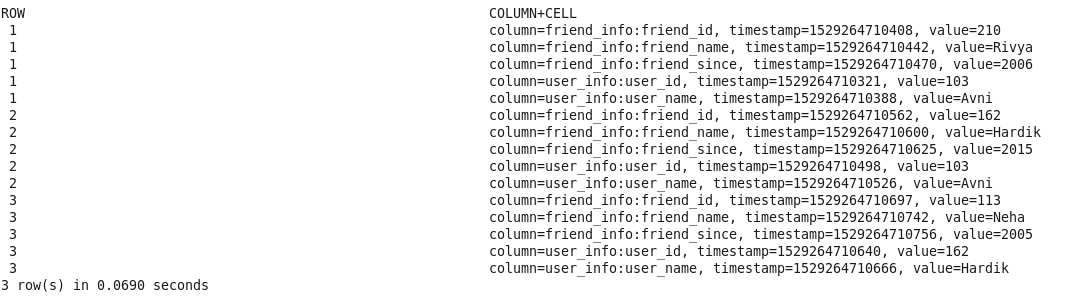 ROW COLUMN+CELL
1 column=friend_info:friend_id, timestamp=1529264710408, value=210
1 column=friend_info:friend_name, timestamp=1529264710442, value=Rivya
1 column=friend_info:friend_since, timestamp=1529264710470, value=2006
1 column=user_info:user_id, timestamp=1529264710321, value=103
1 column=user_info:user_name, timestamp=1529264710388, value=Avni
2 column=friend_info:friend_id, timestamp=1529264710562, value=162
2 column=friend_info:friend_name, timestamp=1529264710600, value=Hardik
2 column=friend_info:friend_since, timestamp=1529264710625, value=2015
2 column=user_info:user_id, timestamp=1529264710498, value=103
2 column=user_info:user_name, timestamp=1529264710526, value=Avni
3 column=friend_info:friend_id, timestamp=1529264710697, value=113
3 column=friend_info:friend_name, timestamp=1529264710742, value=Neha
3 column=friend_info:friend_since, timestamp=1529264710756, value=2005
3 column=user_info:user_id, timestamp=1529264710640, value=162
3 column=user_info:user_name, timestamp=1529264710666, value=Hardik
3 row(s) in 0.0690 seconds